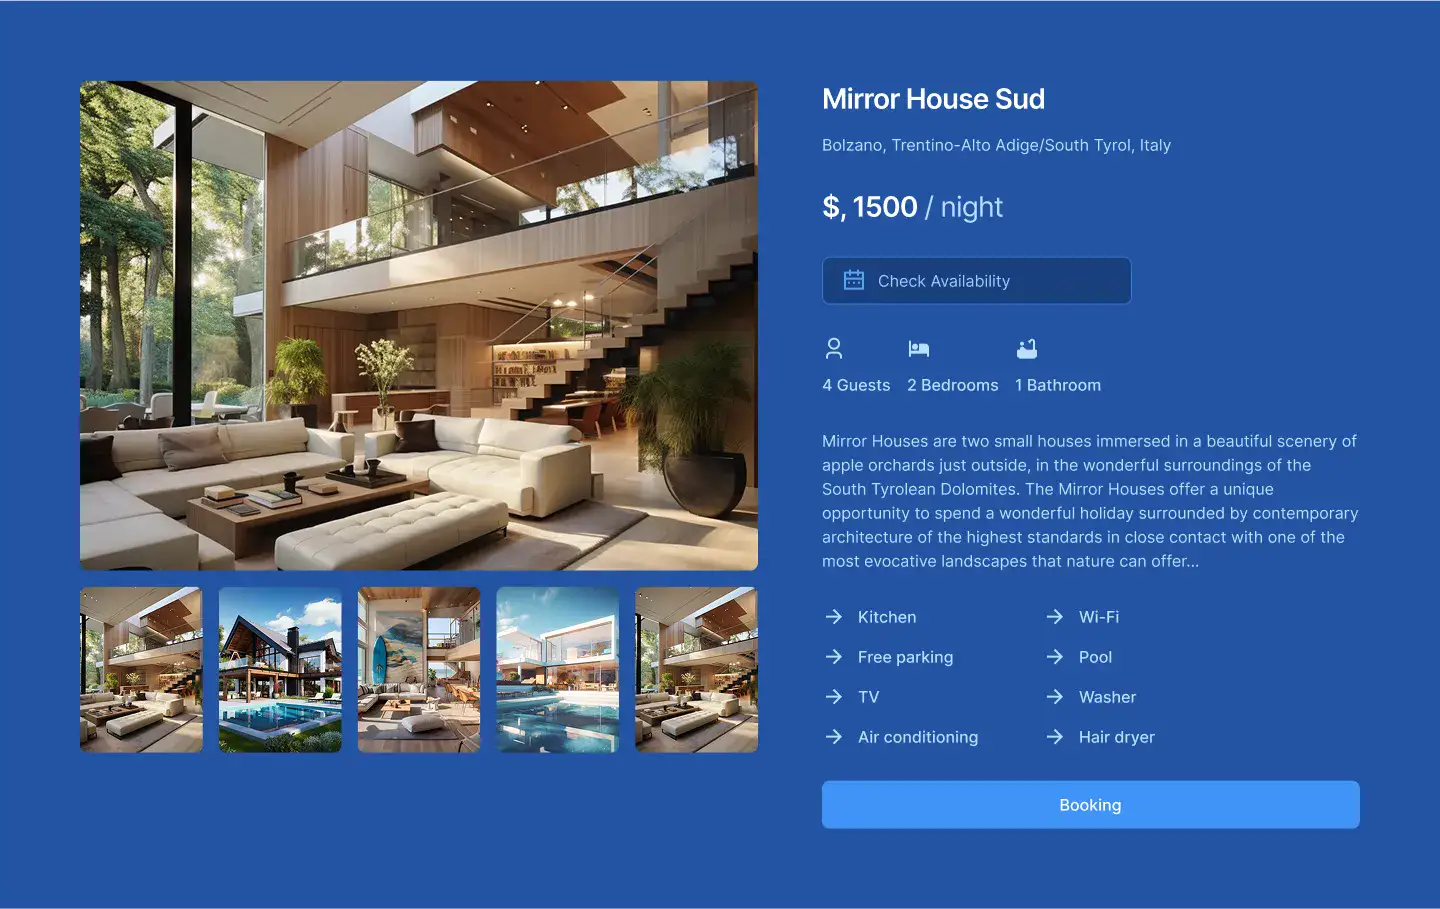 Mirror House Sud
Bolzano, Trentino-Alto Adige/South Tyrol, Italy
$, 1500 / night
Check Availability
4 Guests
2 Bedrooms
1 Bathroom
Mirror Houses are two small houses immersed in a beautiful scenery of
apple orchards just outside, in the wonderful surroundings of the
South Tyrolean Dolomites. The Mirror Houses offer a unique
opportunity to spend a wonderful holiday surrounded by contemporary
architecture of the highest standards in close contact with one of the
most evocative landscapes that nature can offer...
Kitchen
Wi-Fi
Free parking
Pool
TV
Washer
Air conditioning
Hair dryer
Booking